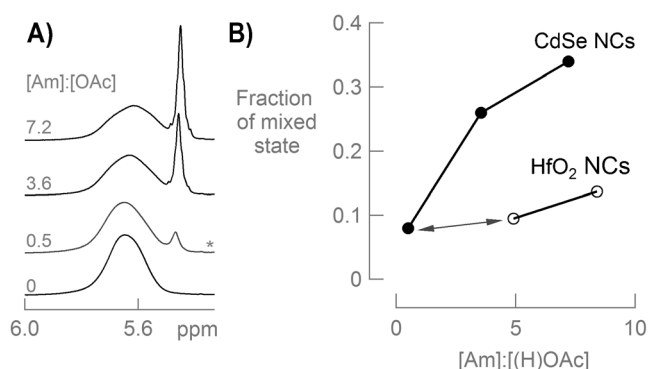 A)
[Am]:[OAc]
7.2
3.6
0.5
*
0
6.0
5.6
ppm
B)
Fraction
of mixed
state
0.4
0.3
0.2
0.1
0
CdSe NCs
HfO₂ NCs
0
5
10
[Am]:[(H)OAc]